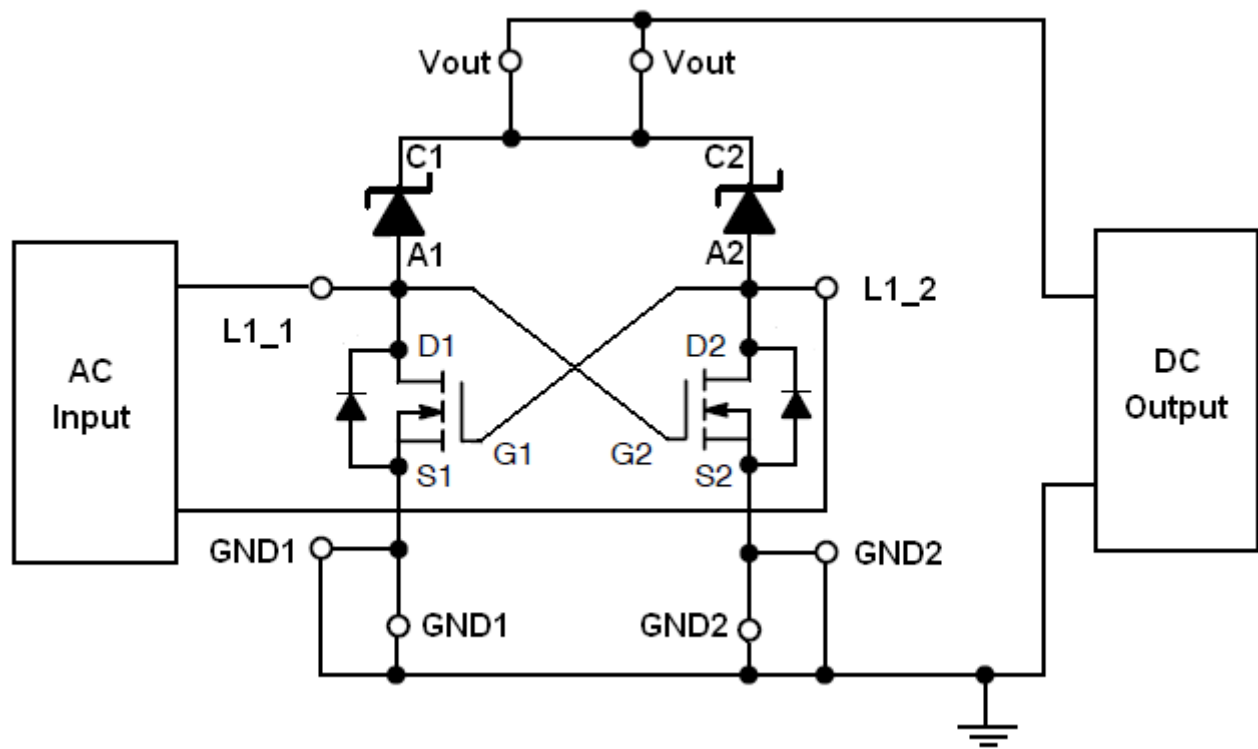 Vout
Vout
C1
C2
A1
A2
L1_1
L1_2
D1
D2
AC
Input
DC
Output
G1
G2
S1
S2
GND1
GND2
GND1
GND2